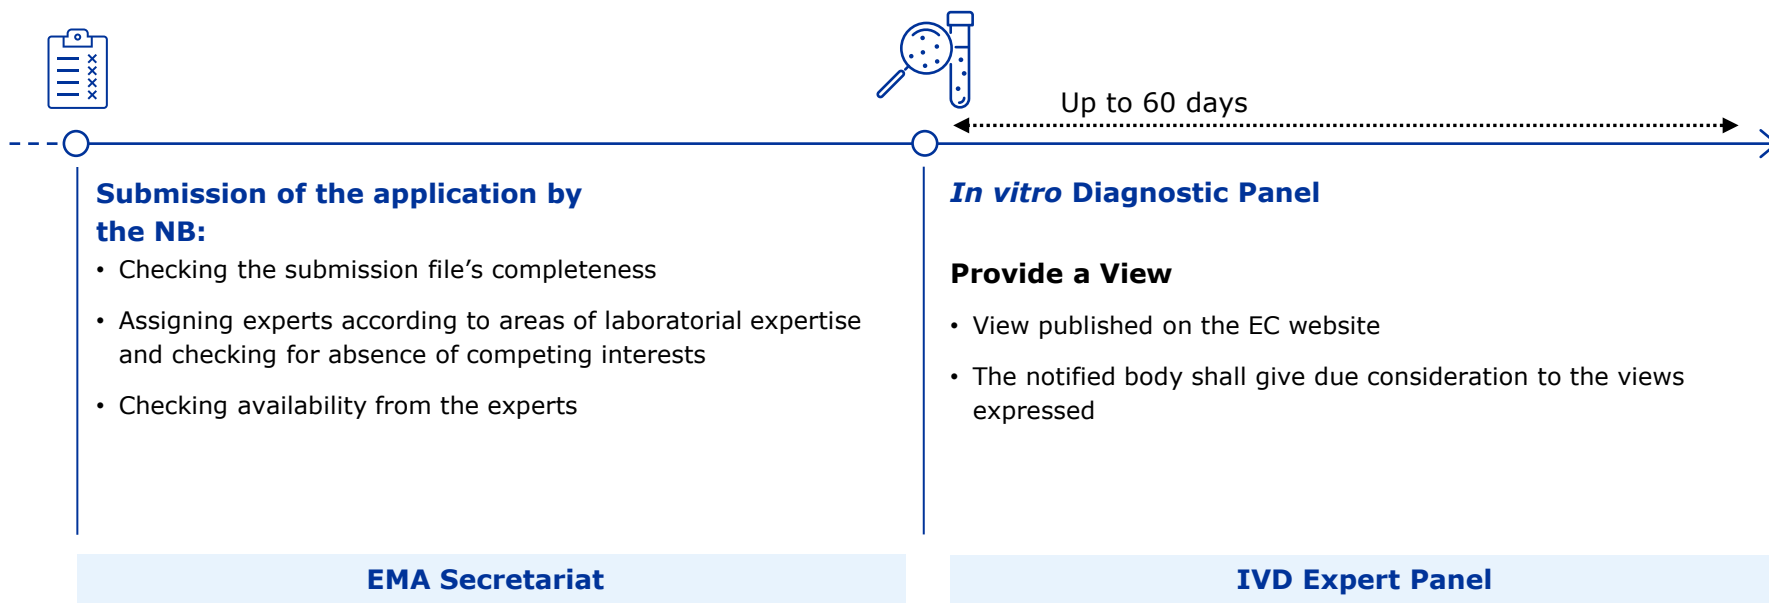 Up to 60 days
Submission of the application by
the NB:
• Checking the submission file’s completeness
• Assigning experts according to areas of laboratorial expertise
and checking for absence of competing interests
• Checking availability from the experts
EMA Secretariat
In vitro Diagnostic Panel
Provide a View
• View published on the EC website
• The notified body shall give due consideration to the views
expressed
IVD Expert Panel